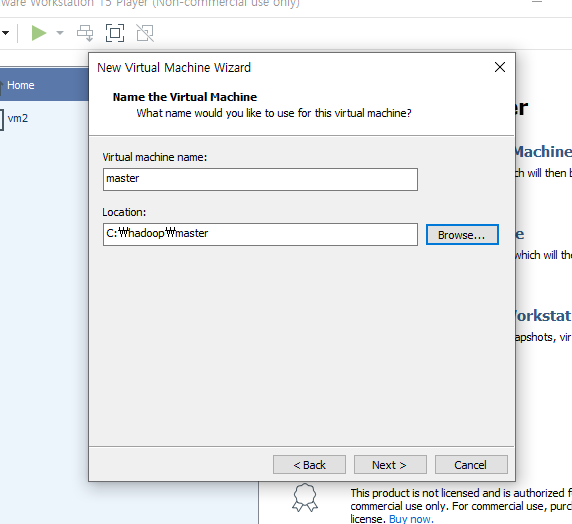 ware Workstation 15 Player (Non-commercial use only)
Home
vm2
New Virtual Machine Wizard
Name the Virtual Machine
What name would you like to use for this virtual machine?
Virtual machine name:
master
Location:
C:₩hadoop₩master
Browse...
< Back
Next >
Cancel
er
Machine
ch will then b
e
which will the
Workstat
apshots, vir
This product is not licensed and is authorized f
commercial use only. For commercial use, purc
license. Buy now.